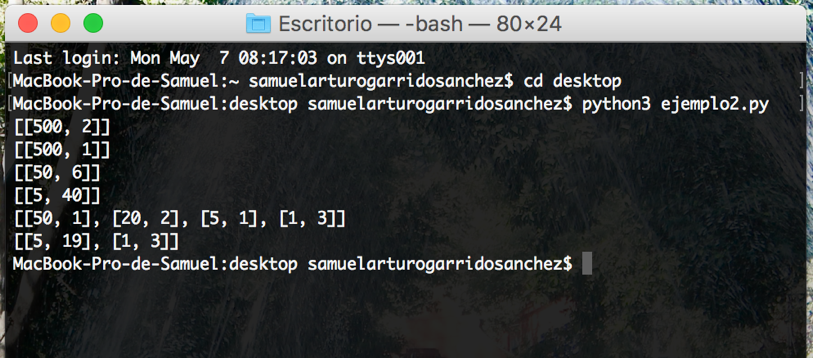 Escritorio — -bash — 80×24
Last login: Mon May  7 08:17:03 on ttys001
[MacBook-Pro-de-Samuel:~ samuelarturogarridosanchez$ cd desktop ]
[MacBook-Pro-de-Samuel:desktop samuelarturogarridosanchez$ python3 ejemplo2.py ]
[[500, 2]]
[[500, 1]]
[[50, 6]]
[[5, 40]]
[[50, 1], [20, 2], [5, 1], [1, 3]]
[[5, 19], [1, 3]]
MacBook-Pro-de-Samuel:desktop samuelarturogarridosanchez$